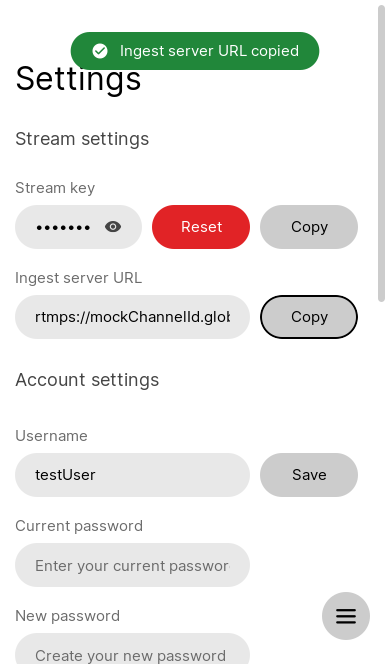 Ingest server URL copied
Settings
Stream settings
Stream key
••••••• Reset Copy
Ingest server URL
rtmps://mockChannelId.glob Copy
Account settings
Username
testUser Save
Current password
Enter your current passwor
New password
Create your new password